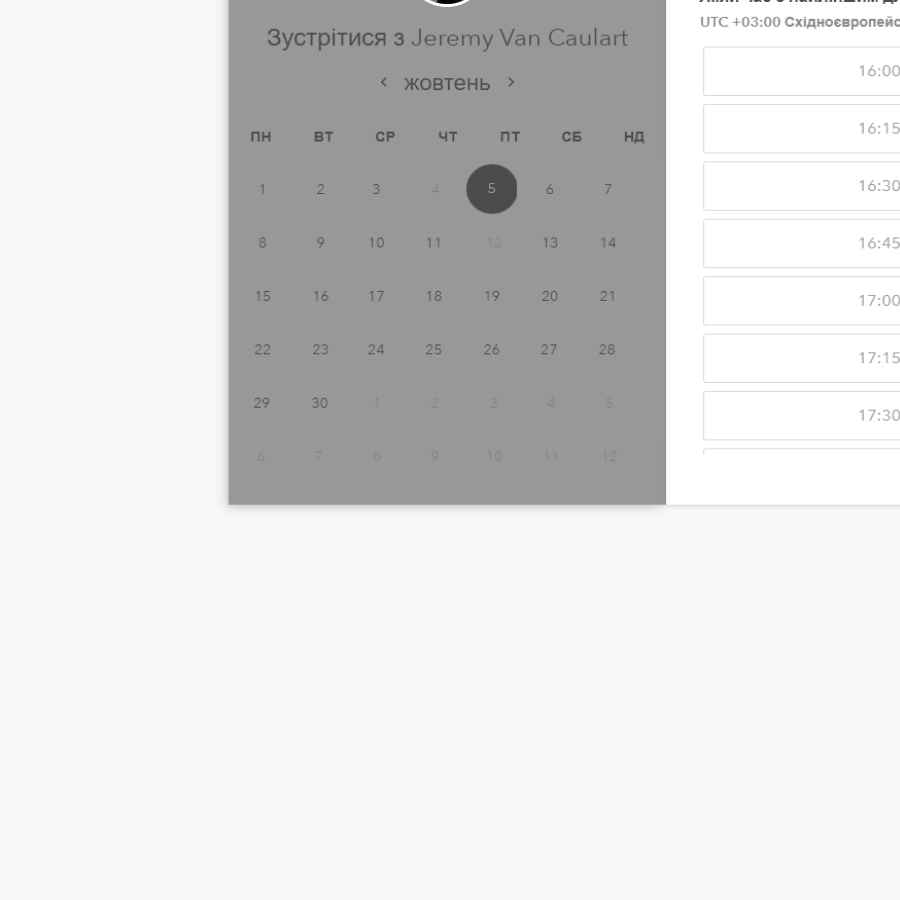 UTC +03:00
Зустрітися з Jeremy Van Caulart
< жовтень >
ПН ВТ СР ЧТ ПТ СБ НД
1 2 3 4 5 6 7
8 9 10 11 12 13 14
15 16 17 18 19 20 21
22 23 24 25 26 27 28
29 30 1 2 3 4 5
6 7 8 9 10 11 12
16:00
16:15
16:30
16:45
17:00
17:15
17:30